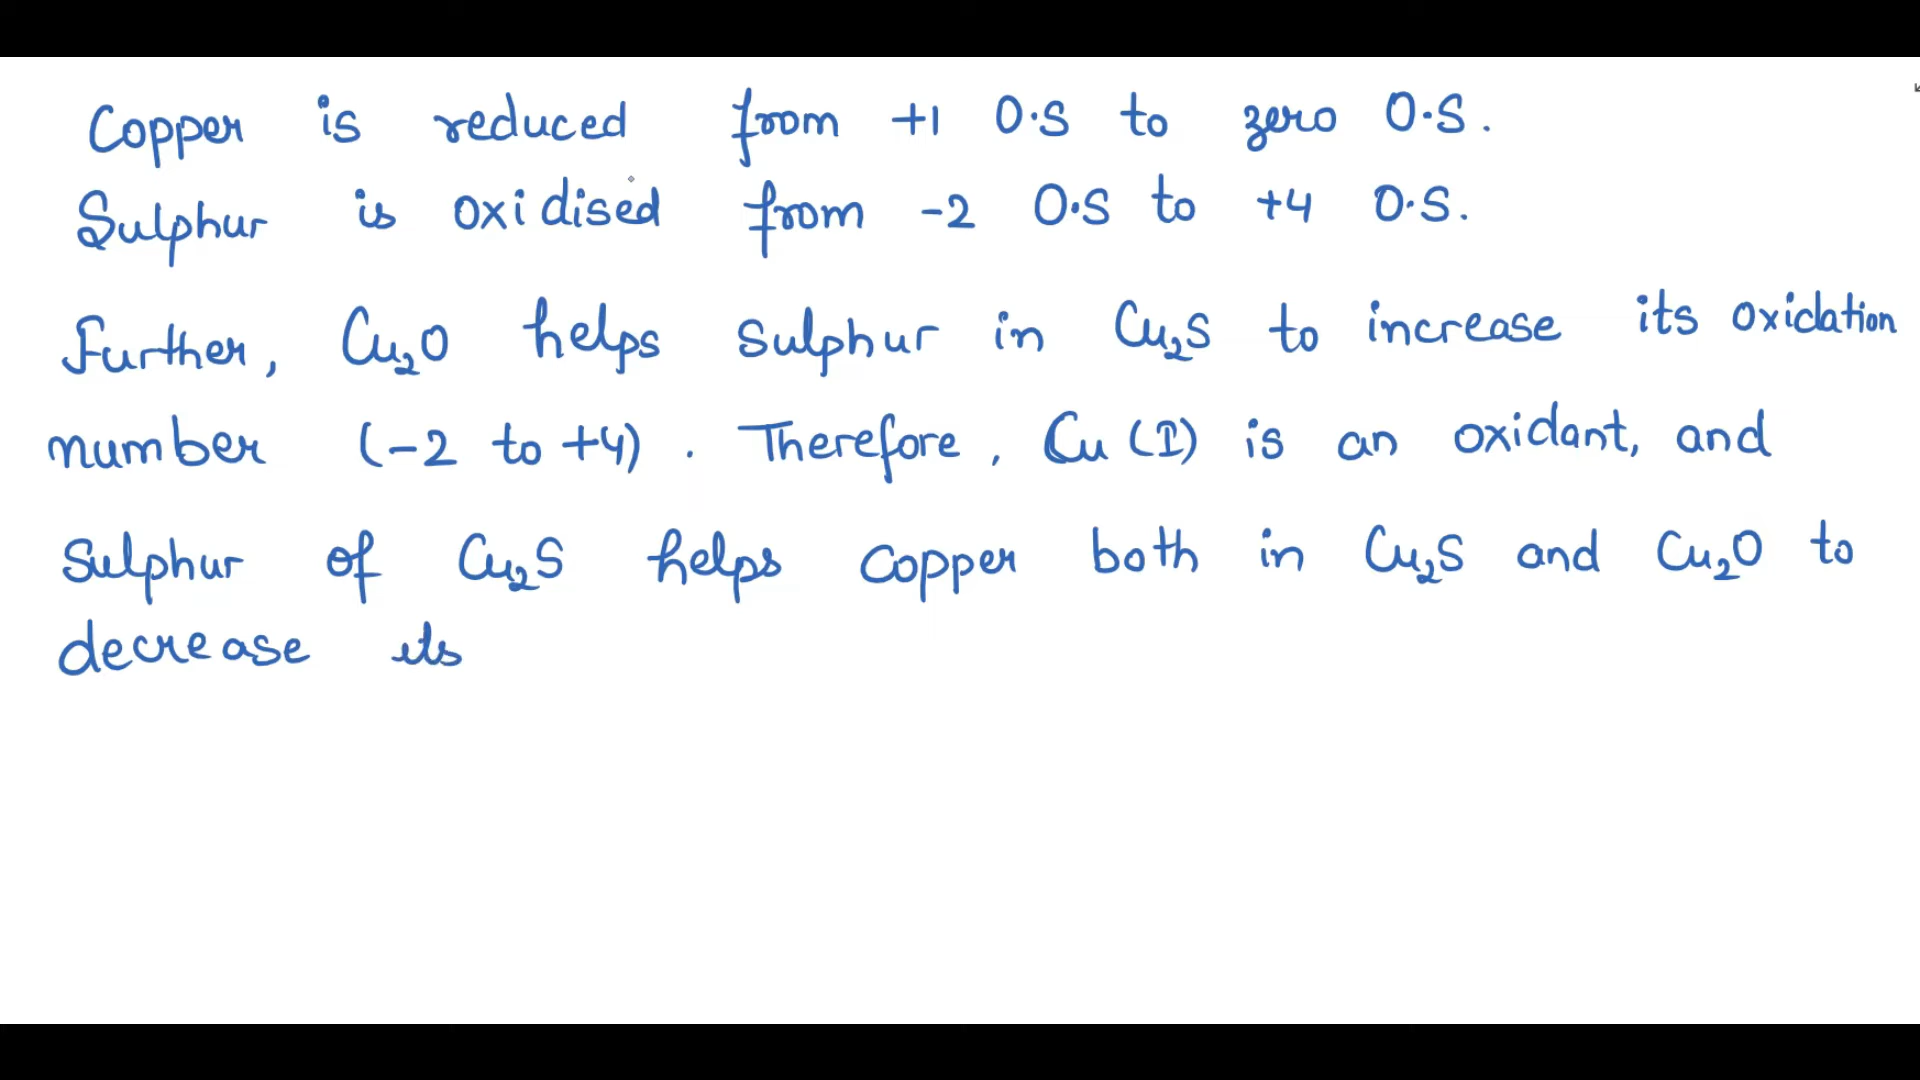 Copper is reduced from +1 O.S to zero O.S.
Sulphur is oxidised from -2 O.S to +4 O.S.
Further, Cu₂O helps sulphur in Cu₂S to increase its oxidation
number (-2 to +4). Therefore, Cu(I) is an oxidant, and
sulphur of Cu₂S helps copper both in Cu₂S and Cu₂O to
decrease its